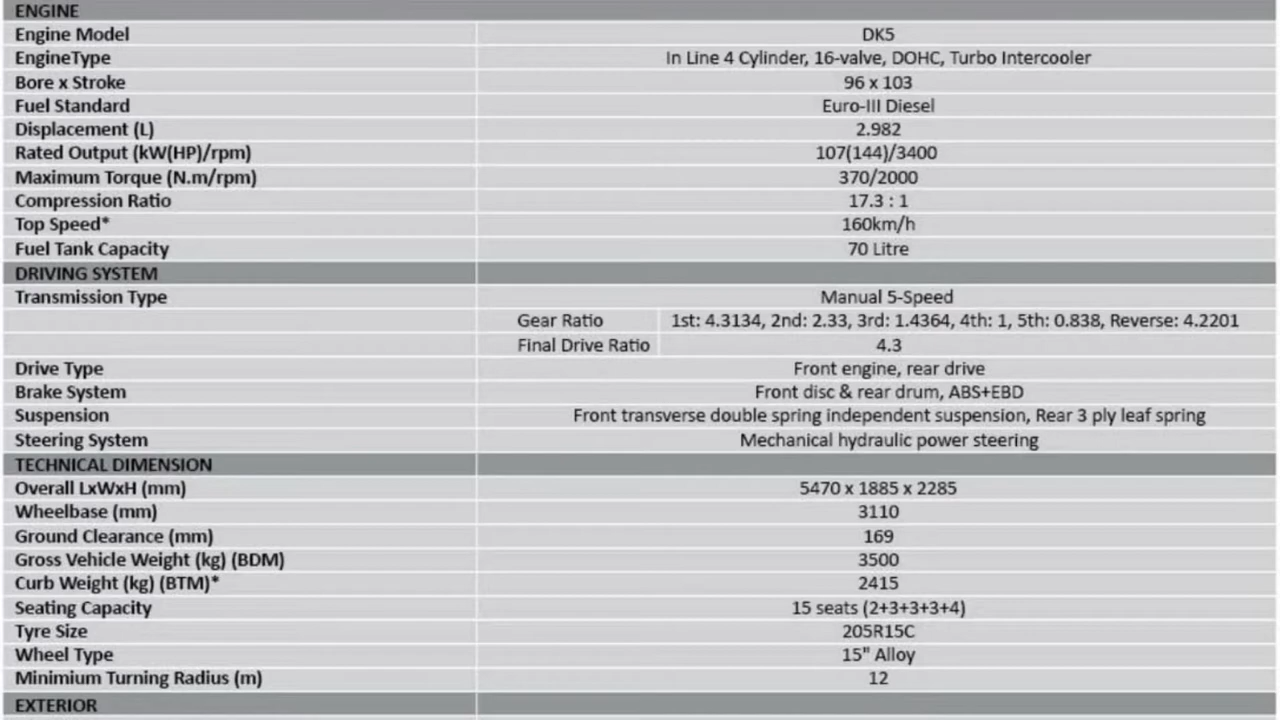 ENGINE
Engine Model DK5
EngineType In Line 4 Cylinder, 16-valve, DOHC, Turbo Intercooler
Bore x Stroke 96 x 103
Fuel Standard Euro-III Diesel
Displacement (L) 2.982
Rated Output (kW(HP)/rpm) 107(144)/3400
Maximum Torque (N.m/rpm) 370/2000
Compression Ratio 17.3 : 1
Top Speed* 160km/h
Fuel Tank Capacity 70 Litre
DRIVING SYSTEM
Transmission Type Manual 5-Speed
Gear Ratio 1st: 4.3134, 2nd: 2.33, 3rd: 1.4364, 4th: 1, 5th: 0.838, Reverse: 4.2201
Final Drive Ratio 4.3
Drive Type Front engine, rear drive
Brake System Front disc & rear drum, ABS+EBD
Suspension Front transverse double spring independent suspension, Rear 3 ply leaf spring
Steering System Mechanical hydraulic power steering
TECHNICAL DIMENSION
Overall LxWxH (mm) 5470 x 1885 x 2285
Wheelbase (mm) 3110
Ground Clearance (mm) 169
Gross Vehicle Weight (kg) (BDM) 3500
Curb Weight (kg) (BTM)* 2415
Seating Capacity 15 seats (2+3+3+3+4)
Tyre Size 205R15C
Wheel Type 15" Alloy
Minimium Turning Radius (m) 12
EXTERIOR